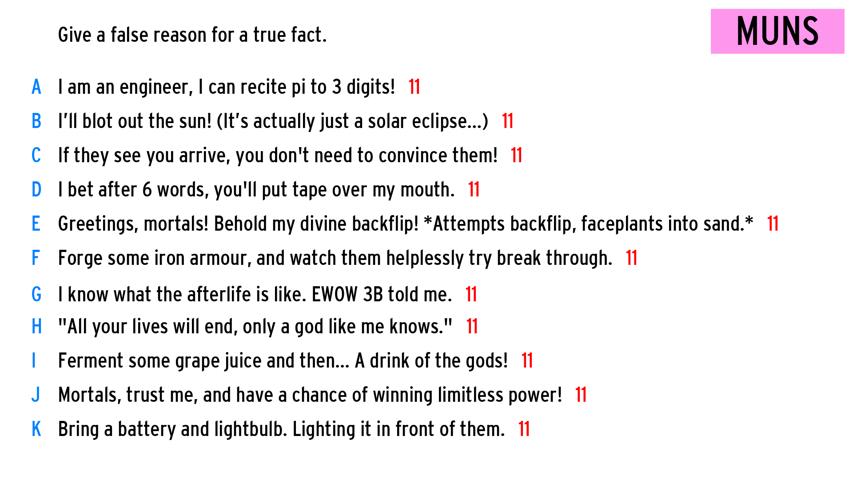 Give a false reason for a true fact.
MUNS
A I am an engineer, I can recite pi to 3 digits! 11
B I'll blot out the sun! (It's actually just a solar eclipse...) 11
C If they see you arrive, you don't need to convince them! 11
D I bet after 6 words, you'll put tape over my mouth. 11
E Greetings, mortals! Behold my divine backflip! *Attempts backflip, faceplants into sand.* 11
F Forge some iron armour, and watch them helplessly try break through. 11
G I know what the afterlife is like. EWOW 3B told me. 11
H "All your lives will end, only a god like me knows." 11
I Ferment some grape juice and then... A drink of the gods! 11
J Mortals, trust me, and have a chance of winning limitless power! 11
K Bring a battery and lightbulb. Lighting it in front of them. 11